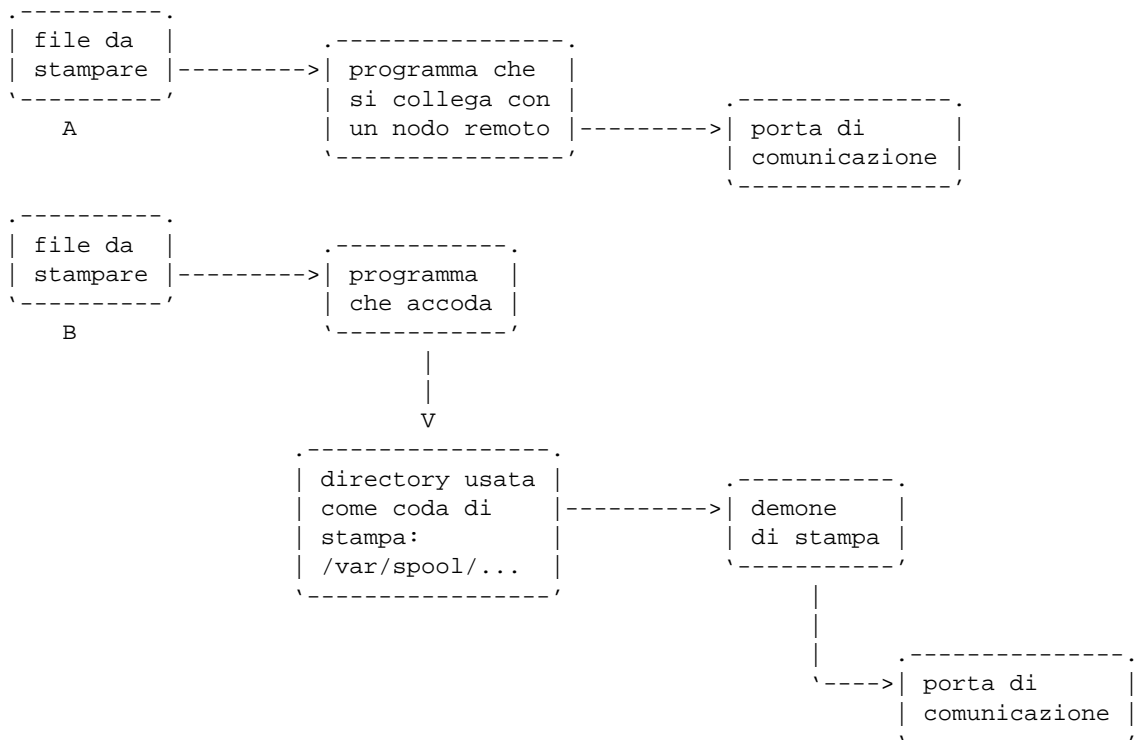 file da
stampare
programma che
si collega con
un nodo remoto
porta di
comunicazione
A
file da
stampare
programma
che accoda
B
V
directory usata
come coda di
stampa:
/var/spool/...
demone
di stampa
porta di
comunicazione